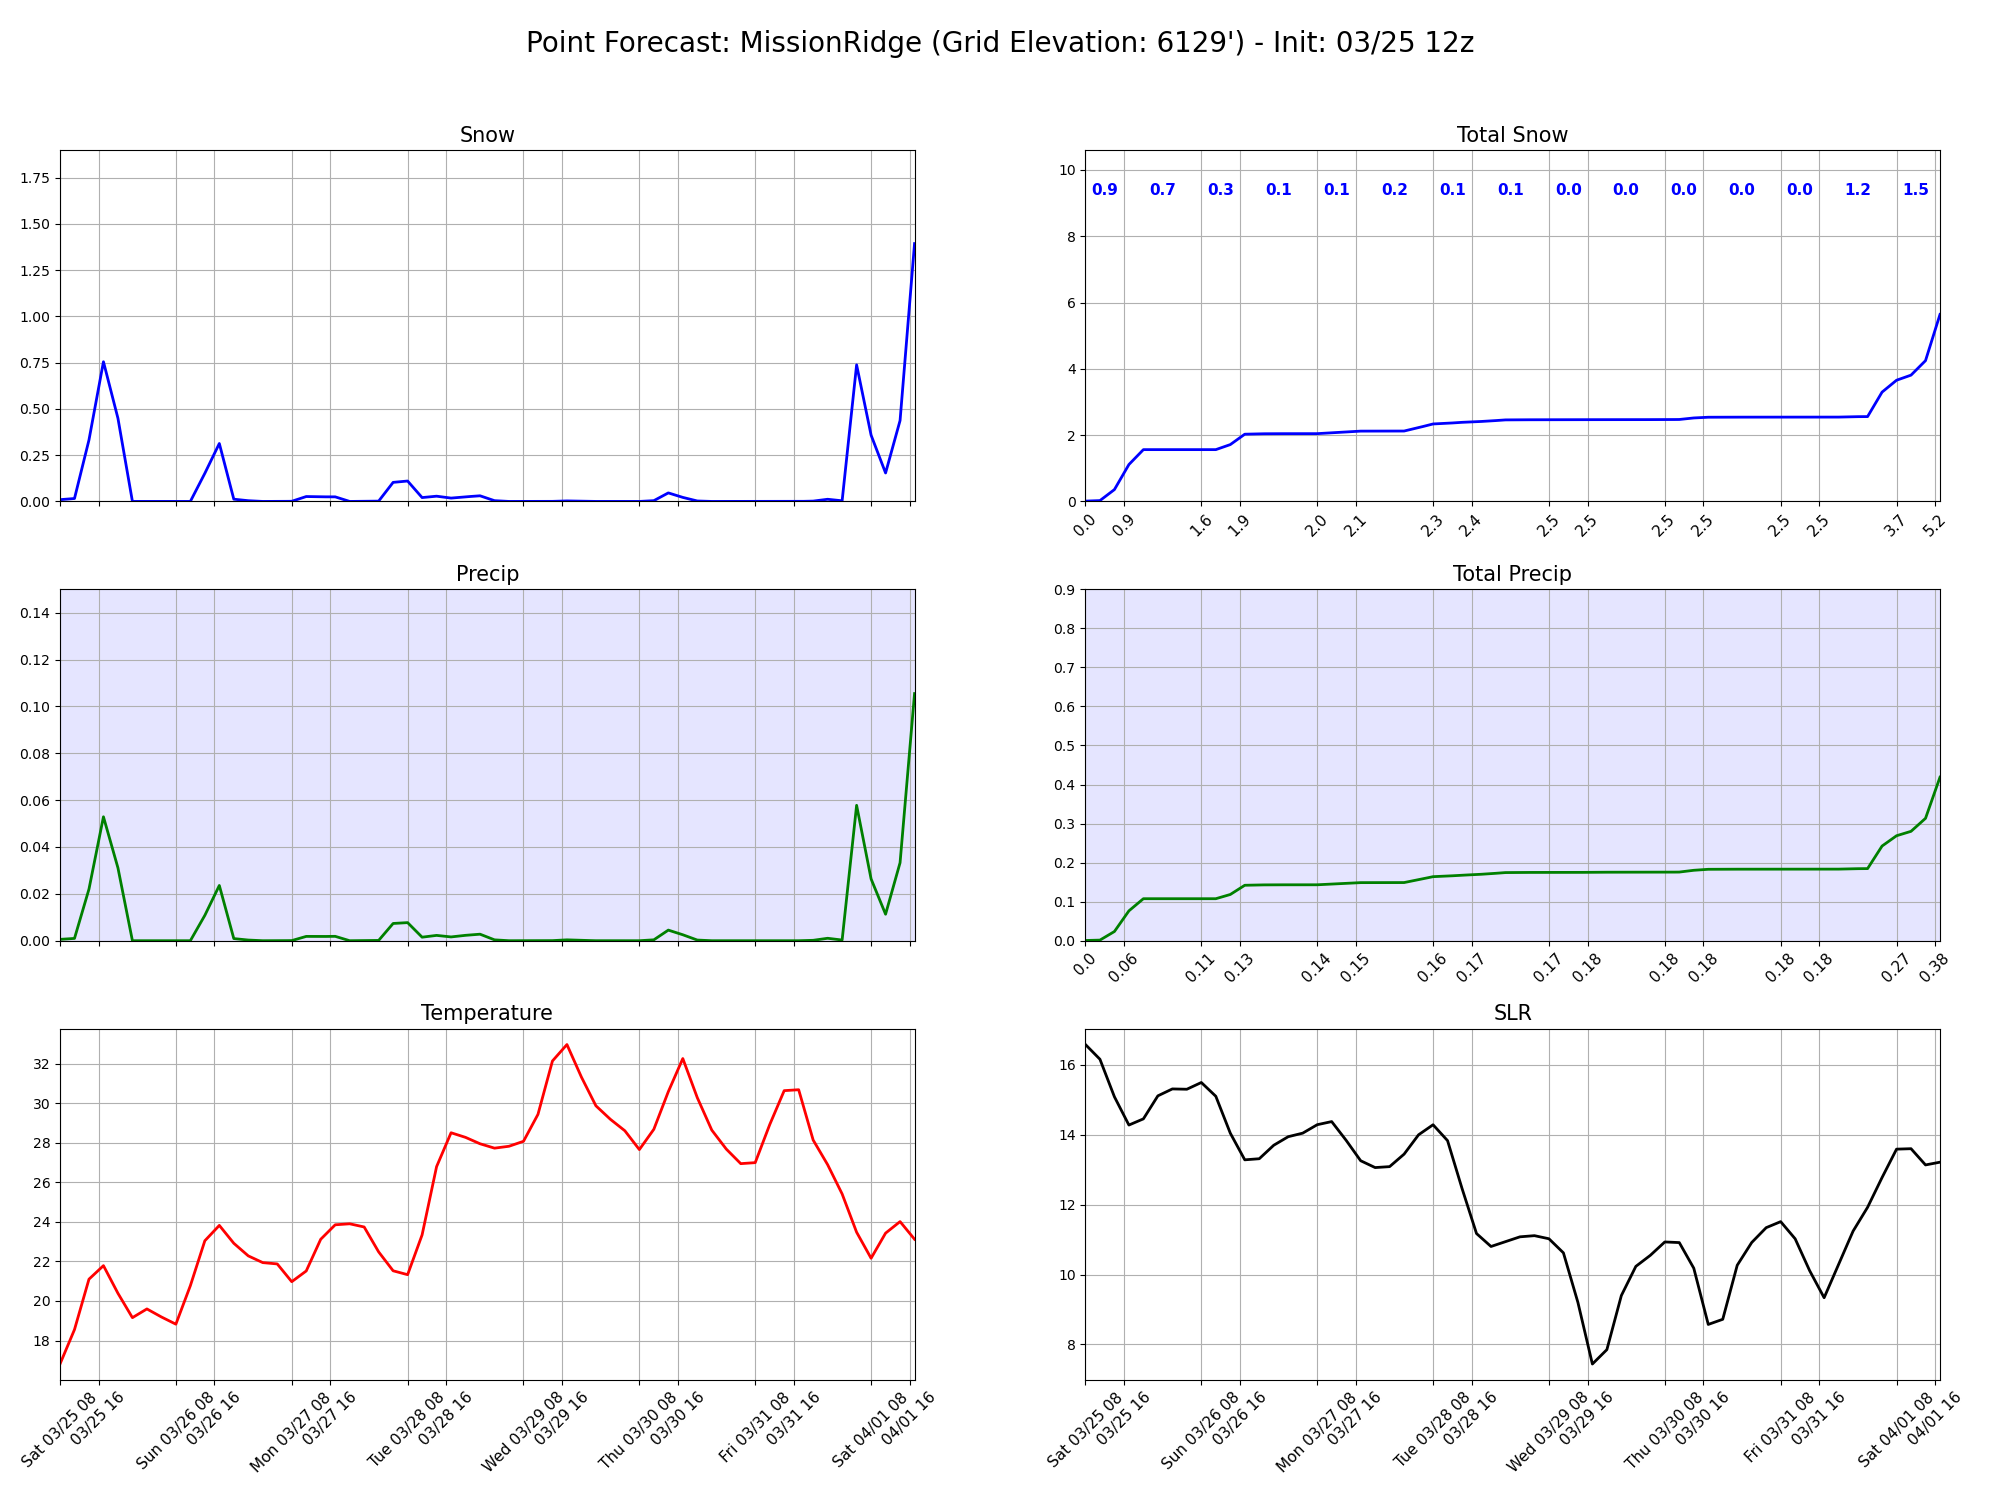 Point Forecast: MissionRidge (Grid Elevation: 6129') - Init: 03/25 12z
Snow
1.75
1.50
1.25
1.00
0.75
0.50
0.25
0.00
Total Snow
10
8
6
4
2
0
0.9 0.7 0.3 0.1 0.1 0.2 0.1 0.1 0.0 0.0 0.0 0.0 0.0 1.2 1.5
0.0 0.9 1.6 1.9 2.0 2.1 2.3 2.4 2.5 2.5 2.5 2.5 2.5 2.5 3.7 5.2
Precip
0.14
0.12
0.10
0.08
0.06
0.04
0.02
0.00
Total Precip
0.9
0.8
0.7
0.6
0.5
0.4
0.3
0.2
0.1
0.0
0.0 0.06 0.11 0.13 0.14 0.15 0.16 0.17 0.17 0.18 0.18 0.18 0.18 0.18 0.27 0.38
Temperature
32
30
28
26
24
22
20
18
Sat 03/25 08
03/25 16
Sun 03/26 08
03/26 16
Mon 03/27 08
03/27 16
Tue 03/28 08
03/28 16
Wed 03/29 08
03/29 16
Thu 03/30 08
03/30 16
Fri 03/31 08
03/31 16
Sat 04/01 08
04/01 16
SLR
16
14
12
10
8
Sat 03/25 08
03/25 16
Sun 03/26 08
03/26 16
Mon 03/27 08
03/27 16
Tue 03/28 08
03/28 16
Wed 03/29 08
03/29 16
Thu 03/30 08
03/30 16
Fri 03/31 08
03/31 16
Sat 04/01 08
04/01 16